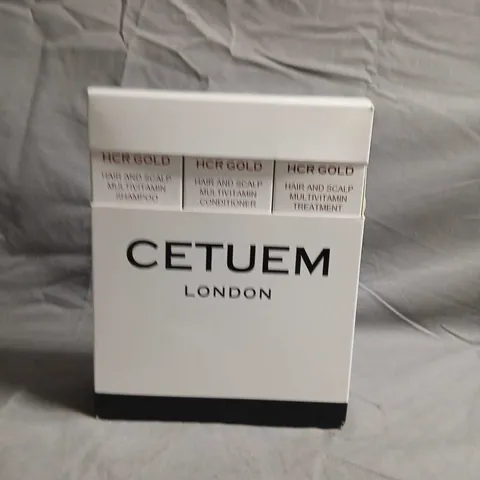 HCR GOLD
HAIR AND SCALP
MULTIVITAMIN
SHAMPOO
HCR GOLD
HAIR AND SCALP
MULTIVITAMIN
CONDITIONER
HCR GOLD
HAIR AND SCALP
MULTIVITAMIN
TREATMENT
CETUEM
LONDON